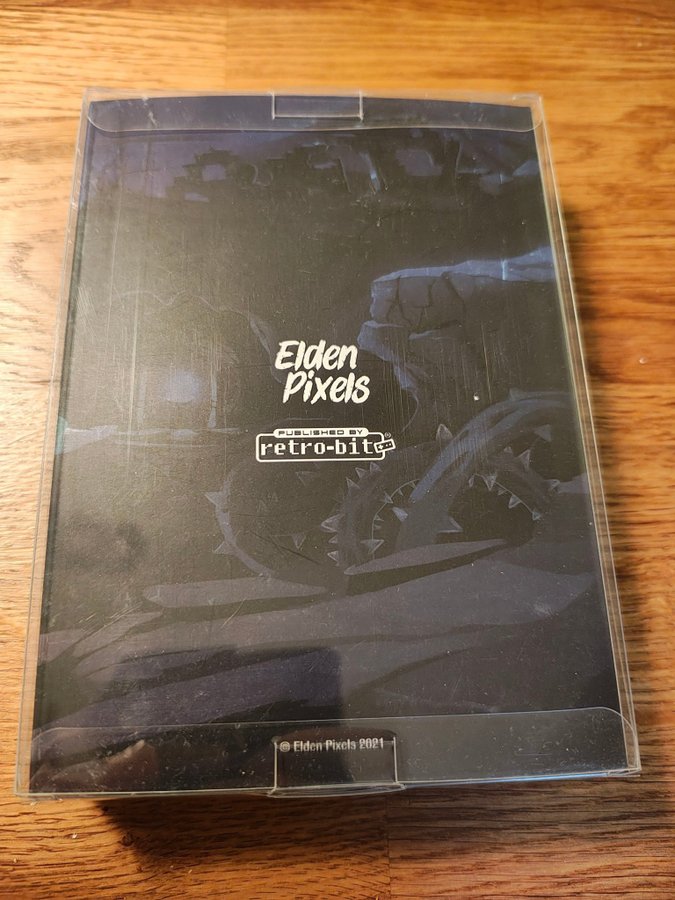 Elden
Pixels
PUBLISHED BY
retro-bit®
© Elden Pixels 2021